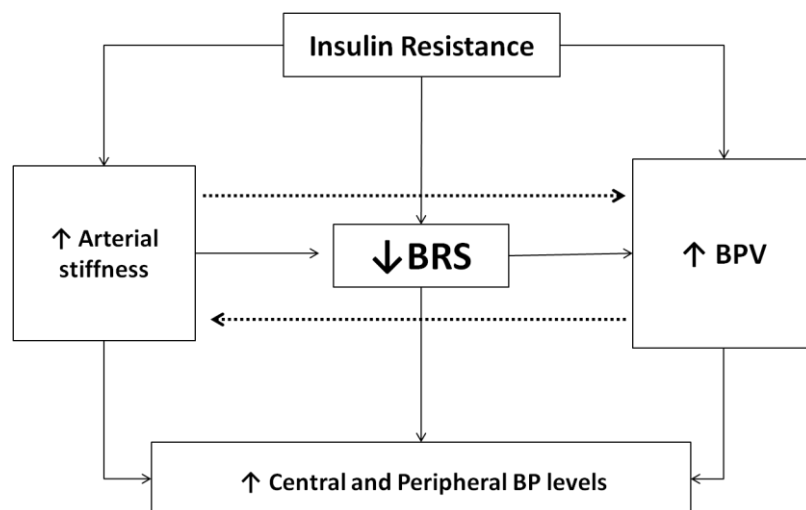 Insulin Resistance
↑ Arterial
stiffness
↓BRS
↑ BPV
↑ Central and Peripheral BP levels